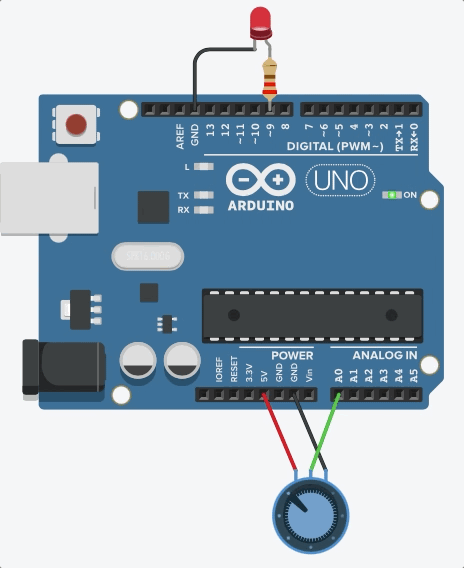 AREF
GND
13
12
~11
~10
~9
8
7
~6
~5
4
~3
2
TX→1
RX←0
DIGITAL (PWM~)
L
TX
RX
UNO
ARDUINO
ON
POWER
ANALOG IN
IOREF
RESET
3.3V
5V
GND
GND
Vin
A0
A1
A2
A3
A4
A5